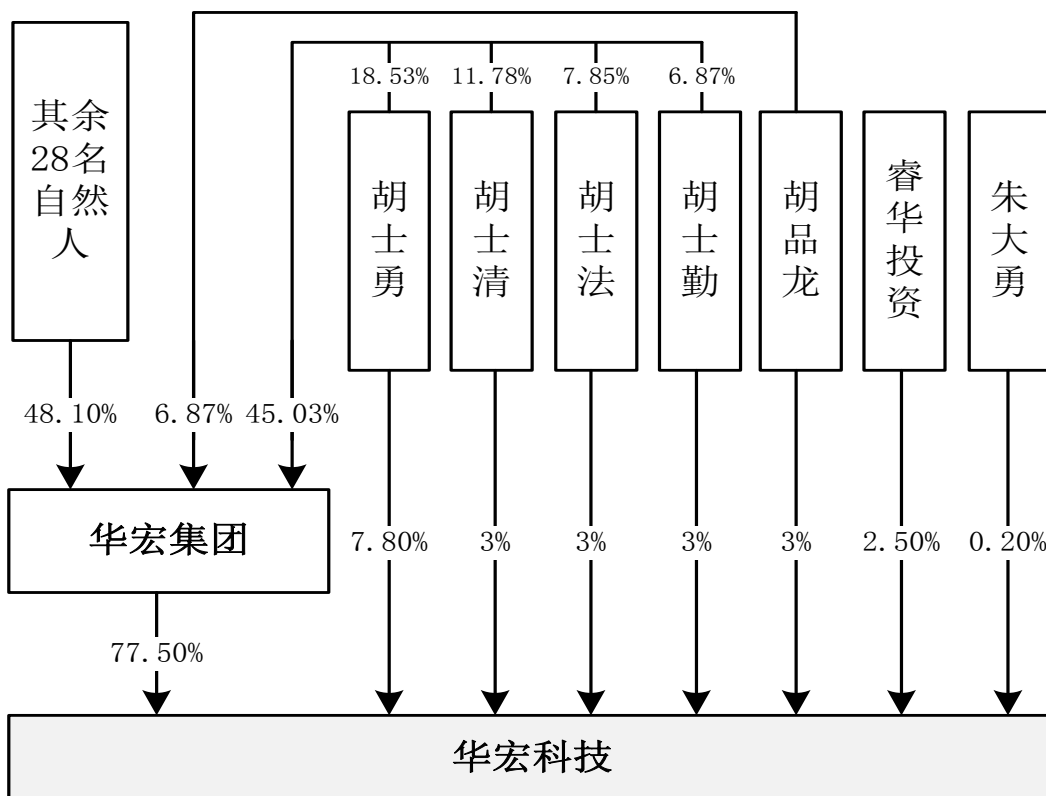 18.53%
11.78%
7.85%
6.87%
其余
28名
自然
人
胡士勇
胡士清
胡士法
胡士勤
胡品龙
睿华投资
朱大勇
48.10%
6.87%
45.03%
华宏集团
7.80%
3%
3%
3%
3%
2.50%
0.20%
77.50%
华宏科技